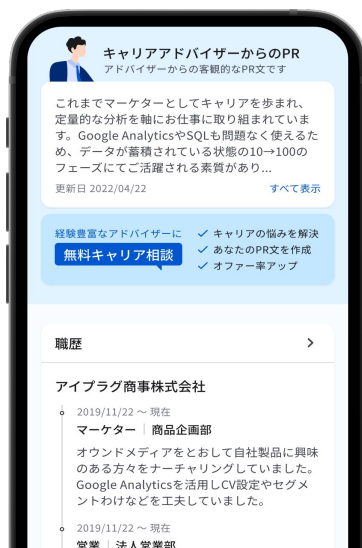 キャリアアドバイザーからのPR
アドバイザーからの客観的なPR文です
これまでマーケターとしてキャリアを歩まれ、
定量的な分析を軸にお仕事に取り組まれていま
す。Google AnalyticsやSQLも問題なく使えるた
め、データが蓄積されている状態の10→100の
フェーズにてご活躍される素質があり...
更新日 2022/04/22
すべて表示
経験豊富なアドバイザーに
無料キャリア相談
キャリアの悩みを解決
あなたのPR文を作成
オファー率アップ
職歴
アイプラグ商事株式会社
2019/11/22 〜 現在
マーケター | 商品企画部
オウンドメディアをとおして自社製品に興味
のある方々をナーチャリングしていました。
Google Analyticsを活用しCV設定やセグメ
ントわけなどを工夫していました。
2019/11/22 〜 現在
営業 | 法人営業部